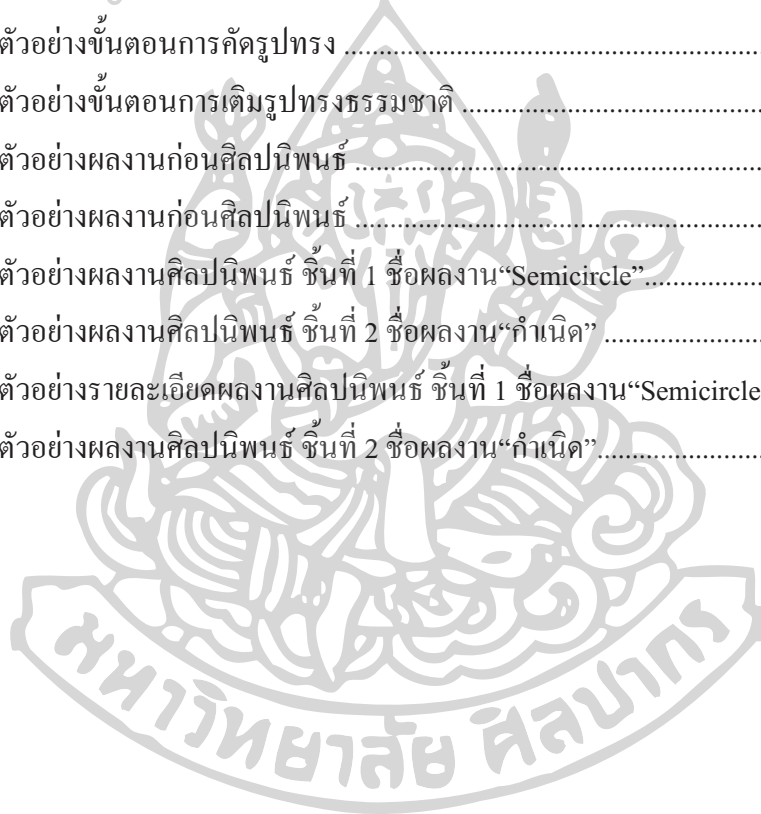 ตัวอย่างขั้นตอนการคัดรูปทรง ............................................................
ตัวอย่างขั้นตอนการเติมรูปทรงธรรมชาติ ...........................................
ตัวอย่างผลงานก่อนศิลปนิพนธ์ ..........................................................
ตัวอย่างผลงานก่อนศิลปนิพนธ์ ..........................................................
ตัวอย่างผลงานศิลปนิพนธ์ ชิ้นที่ 1 ชื่อผลงาน“Semicircle”.................
ตัวอย่างผลงานศิลปนิพนธ์ ชิ้นที่ 2 ชื่อผลงาน“กำเนิด” .......................
ตัวอย่างรายละเอียดผลงานศิลปนิพนธ์ ชิ้นที่ 1 ชื่อผลงาน“Semicircle
ตัวอย่างผลงานศิลปนิพนธ์ ชิ้นที่ 2 ชื่อผลงาน“กำเนิด”........................
มหาวิทยาลัย ศิลปากร